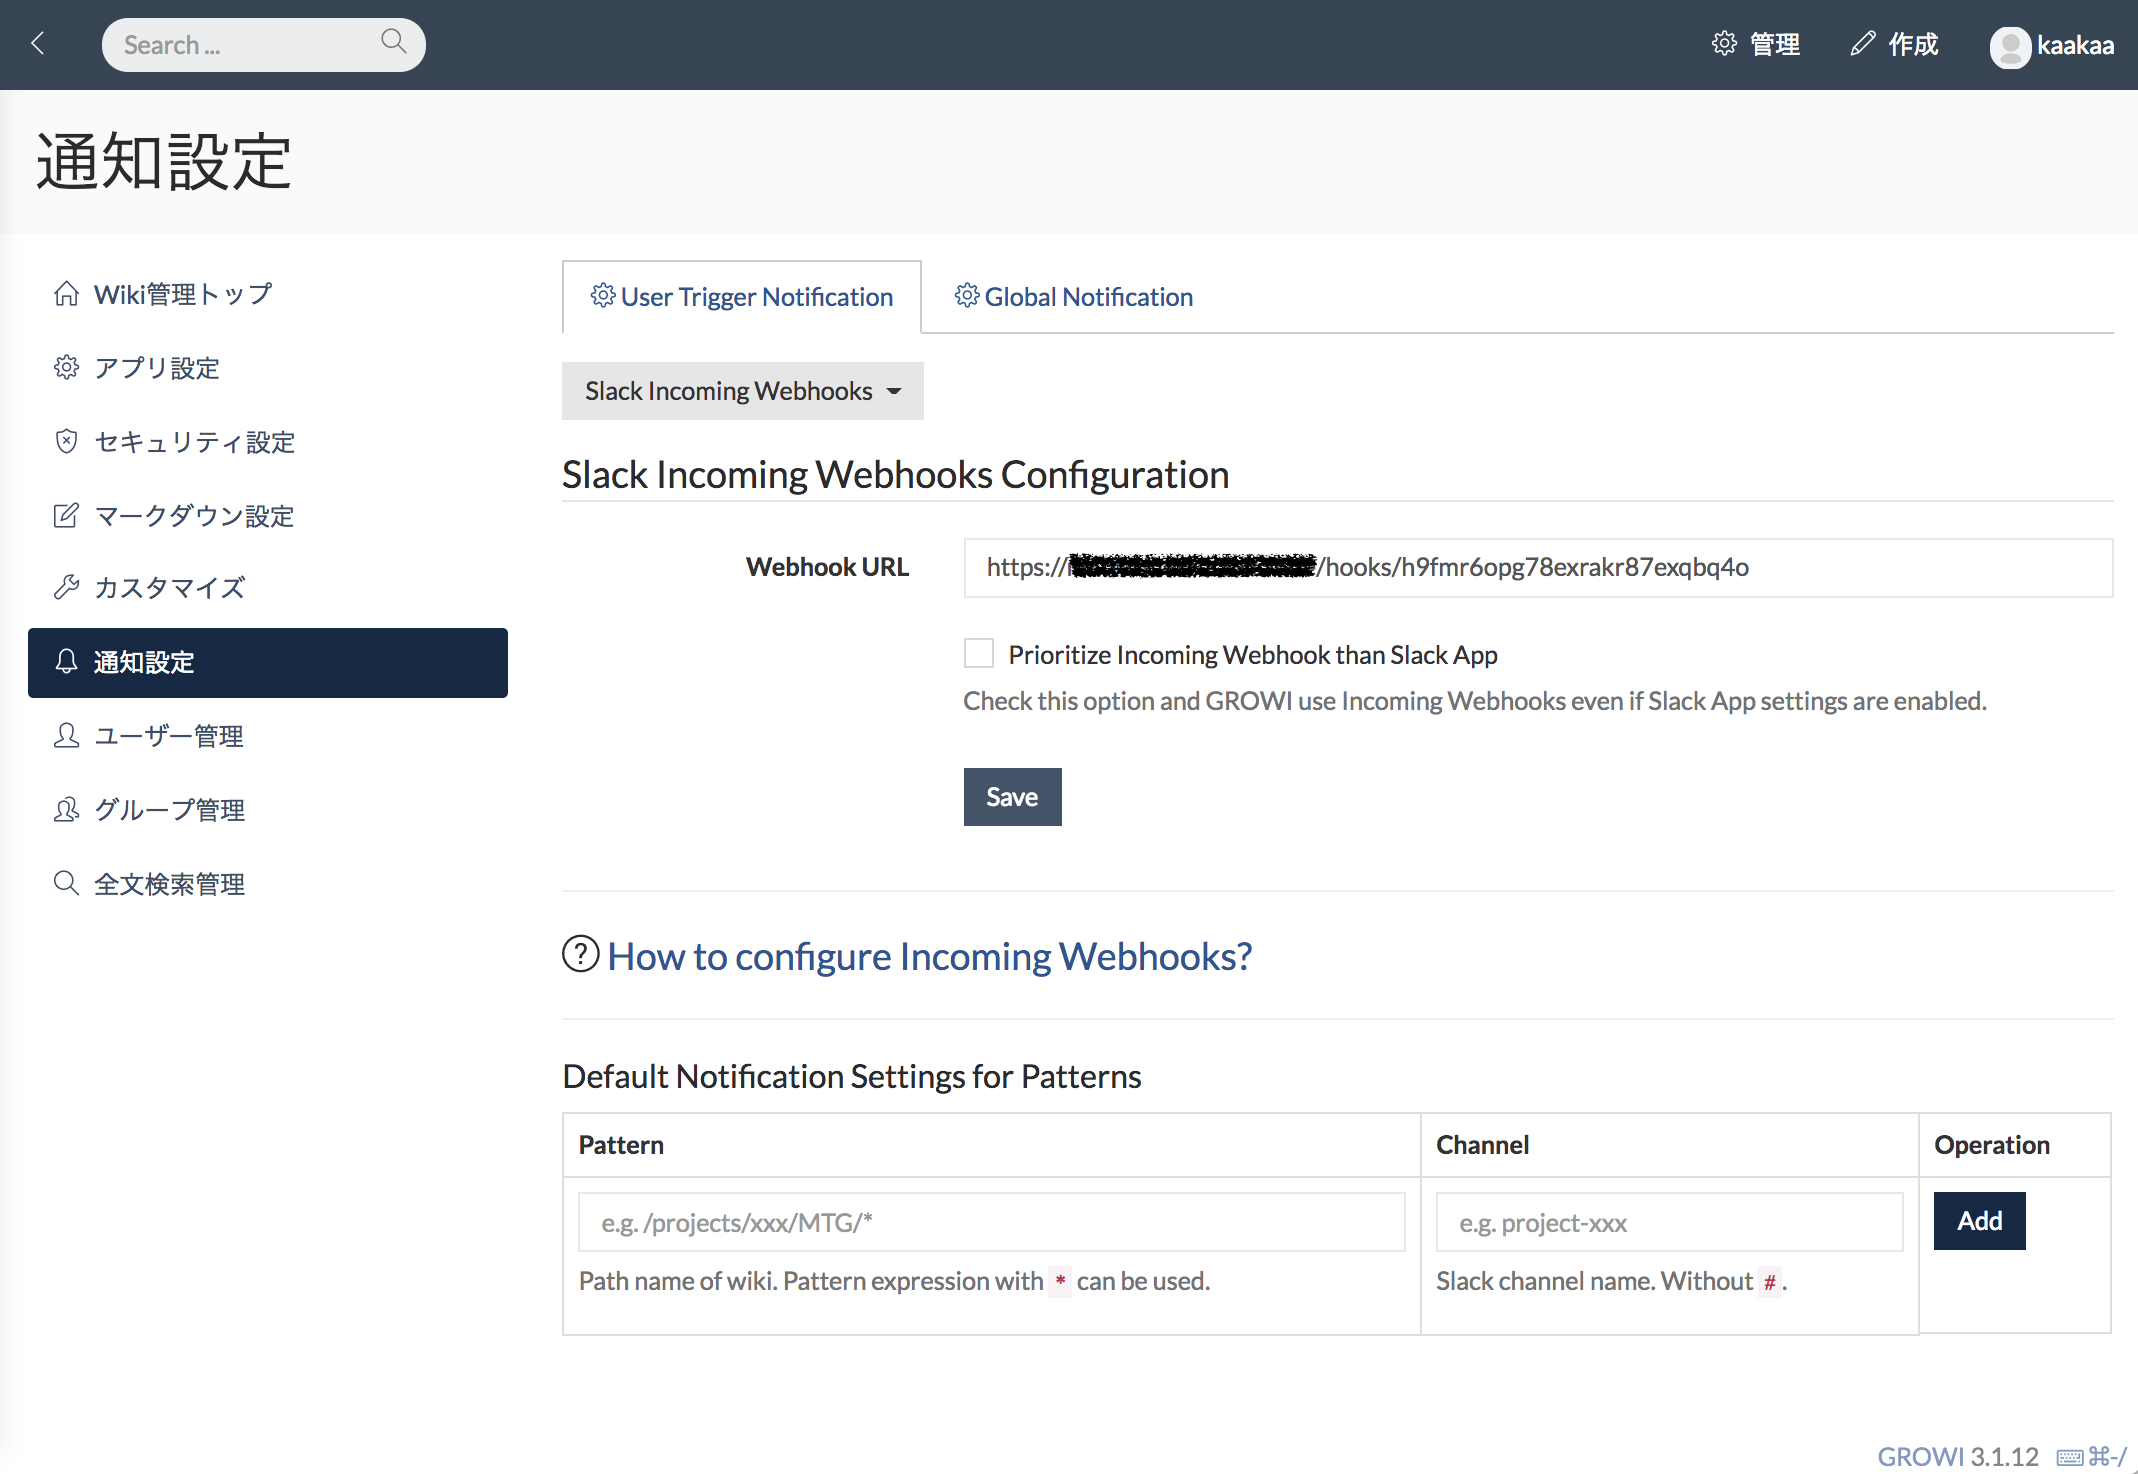 Search ...
管理
作成
kaakaa
通知設定
Wiki管理トップ
アプリ設定
セキュリティ設定
マークダウン設定
カスタマイズ
通知設定
ユーザー管理
グループ管理
全文検索管理
User Trigger Notification
Global Notification
Slack Incoming Webhooks
Slack Incoming Webhooks Configuration
Webhook URL
https:// /hooks/h9fmr6opg78exrakr87exqbq4o
Prioritize Incoming Webhook than Slack App
Check this option and GROWI use Incoming Webhooks even if Slack App settings are enabled.
Save
How to configure Incoming Webhooks?
Default Notification Settings for Patterns
Pattern
Channel
Operation
e.g. /projects/xxx/MTG/*
e.g. project-xxx
Add
Path name of wiki. Pattern expression with * can be used.
Slack channel name. Without #.
GROWI 3.1.12
⌘-/